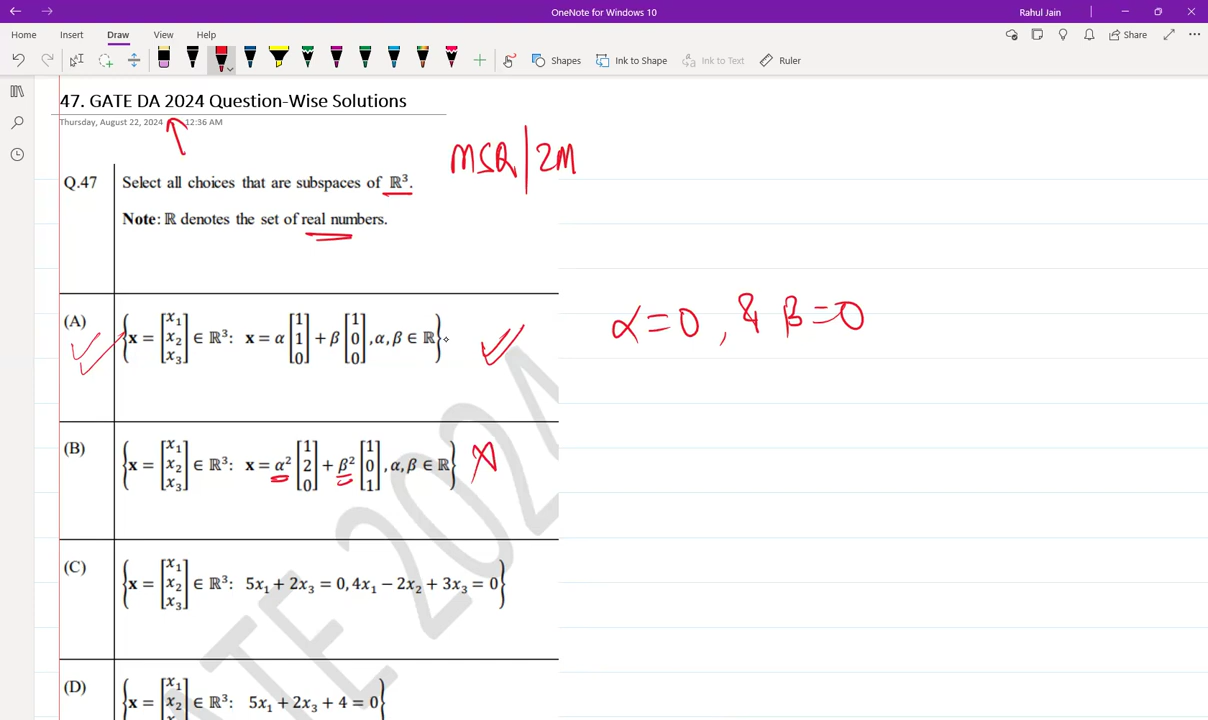 OneNote for Windows 10
Rahul Jain
Home Insert Draw View Help
Share
Shapes Ink to Shape Ink to Text Ruler
47. GATE DA 2024 Question-Wise Solutions
Thursday, August 22, 2024 12:36 AM
MSQ | 2M
Q.47 Select all choices that are subspaces of ℝ³.
Note: ℝ denotes the set of real numbers.
(A) {x = [x₁ x₂ x₃] ∈ ℝ³: x = α [1 1 0] + β [1 0 0], α, β ∈ ℝ}
α = 0, & β = 0
(B) {x = [x₁ x₂ x₃] ∈ ℝ³: x = α² [1 2 0] + β² [1 0 1], α, β ∈ ℝ}
(C) {x = [x₁ x₂ x₃] ∈ ℝ³: 5x₁ + 2x₃ = 0, 4x₁ − 2x₂ + 3x₃ = 0}
(D) {x = [x₁ x₂ ∈ ℝ³: 5x₁ + 2x₃ + 4 = 0}
GATE 2024